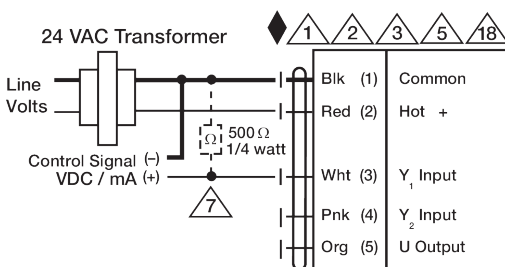 1 2 3 5 18
24 VAC Transformer
Line
Volts
Blk (1) Common
Red (2) Hot +
Ω 500 Ω
1/4 watt
Control Signal (-)
VDC / mA (+)
Wht (3) Y1 Input
7
Pnk (4) Y2 Input
Org (5) U Output